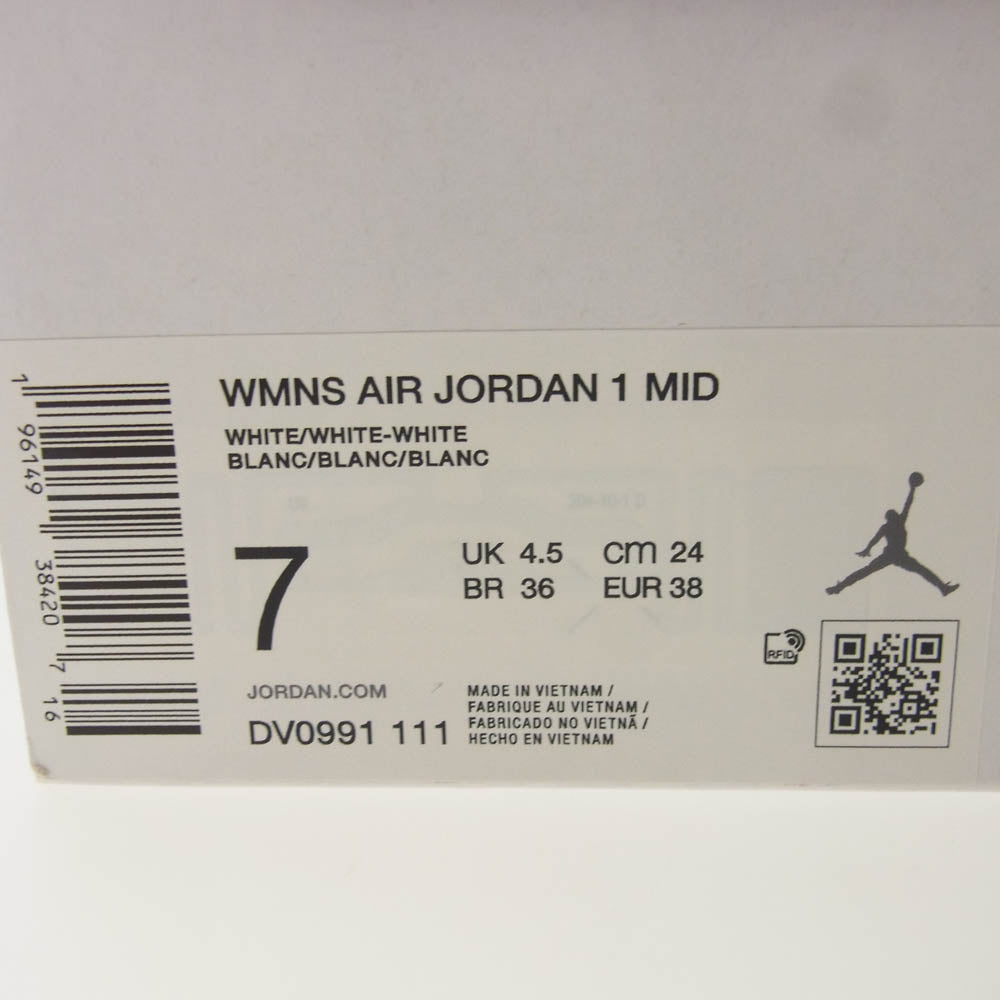 WMNS AIR JORDAN 1 MID
WHITE/WHITE-WHITE
BLANC/BLANC/BLANC
7
UK 4.5 cm 24
BR 36 EUR 38
RFID
JORDAN.COM
DV0991 111
MADE IN VIETNAM /
FABRIQUE AU VIETNAM /
FABRICADO NO VIETNÃ /
HECHO EN VIETNAM
1 96149 38420 7 16